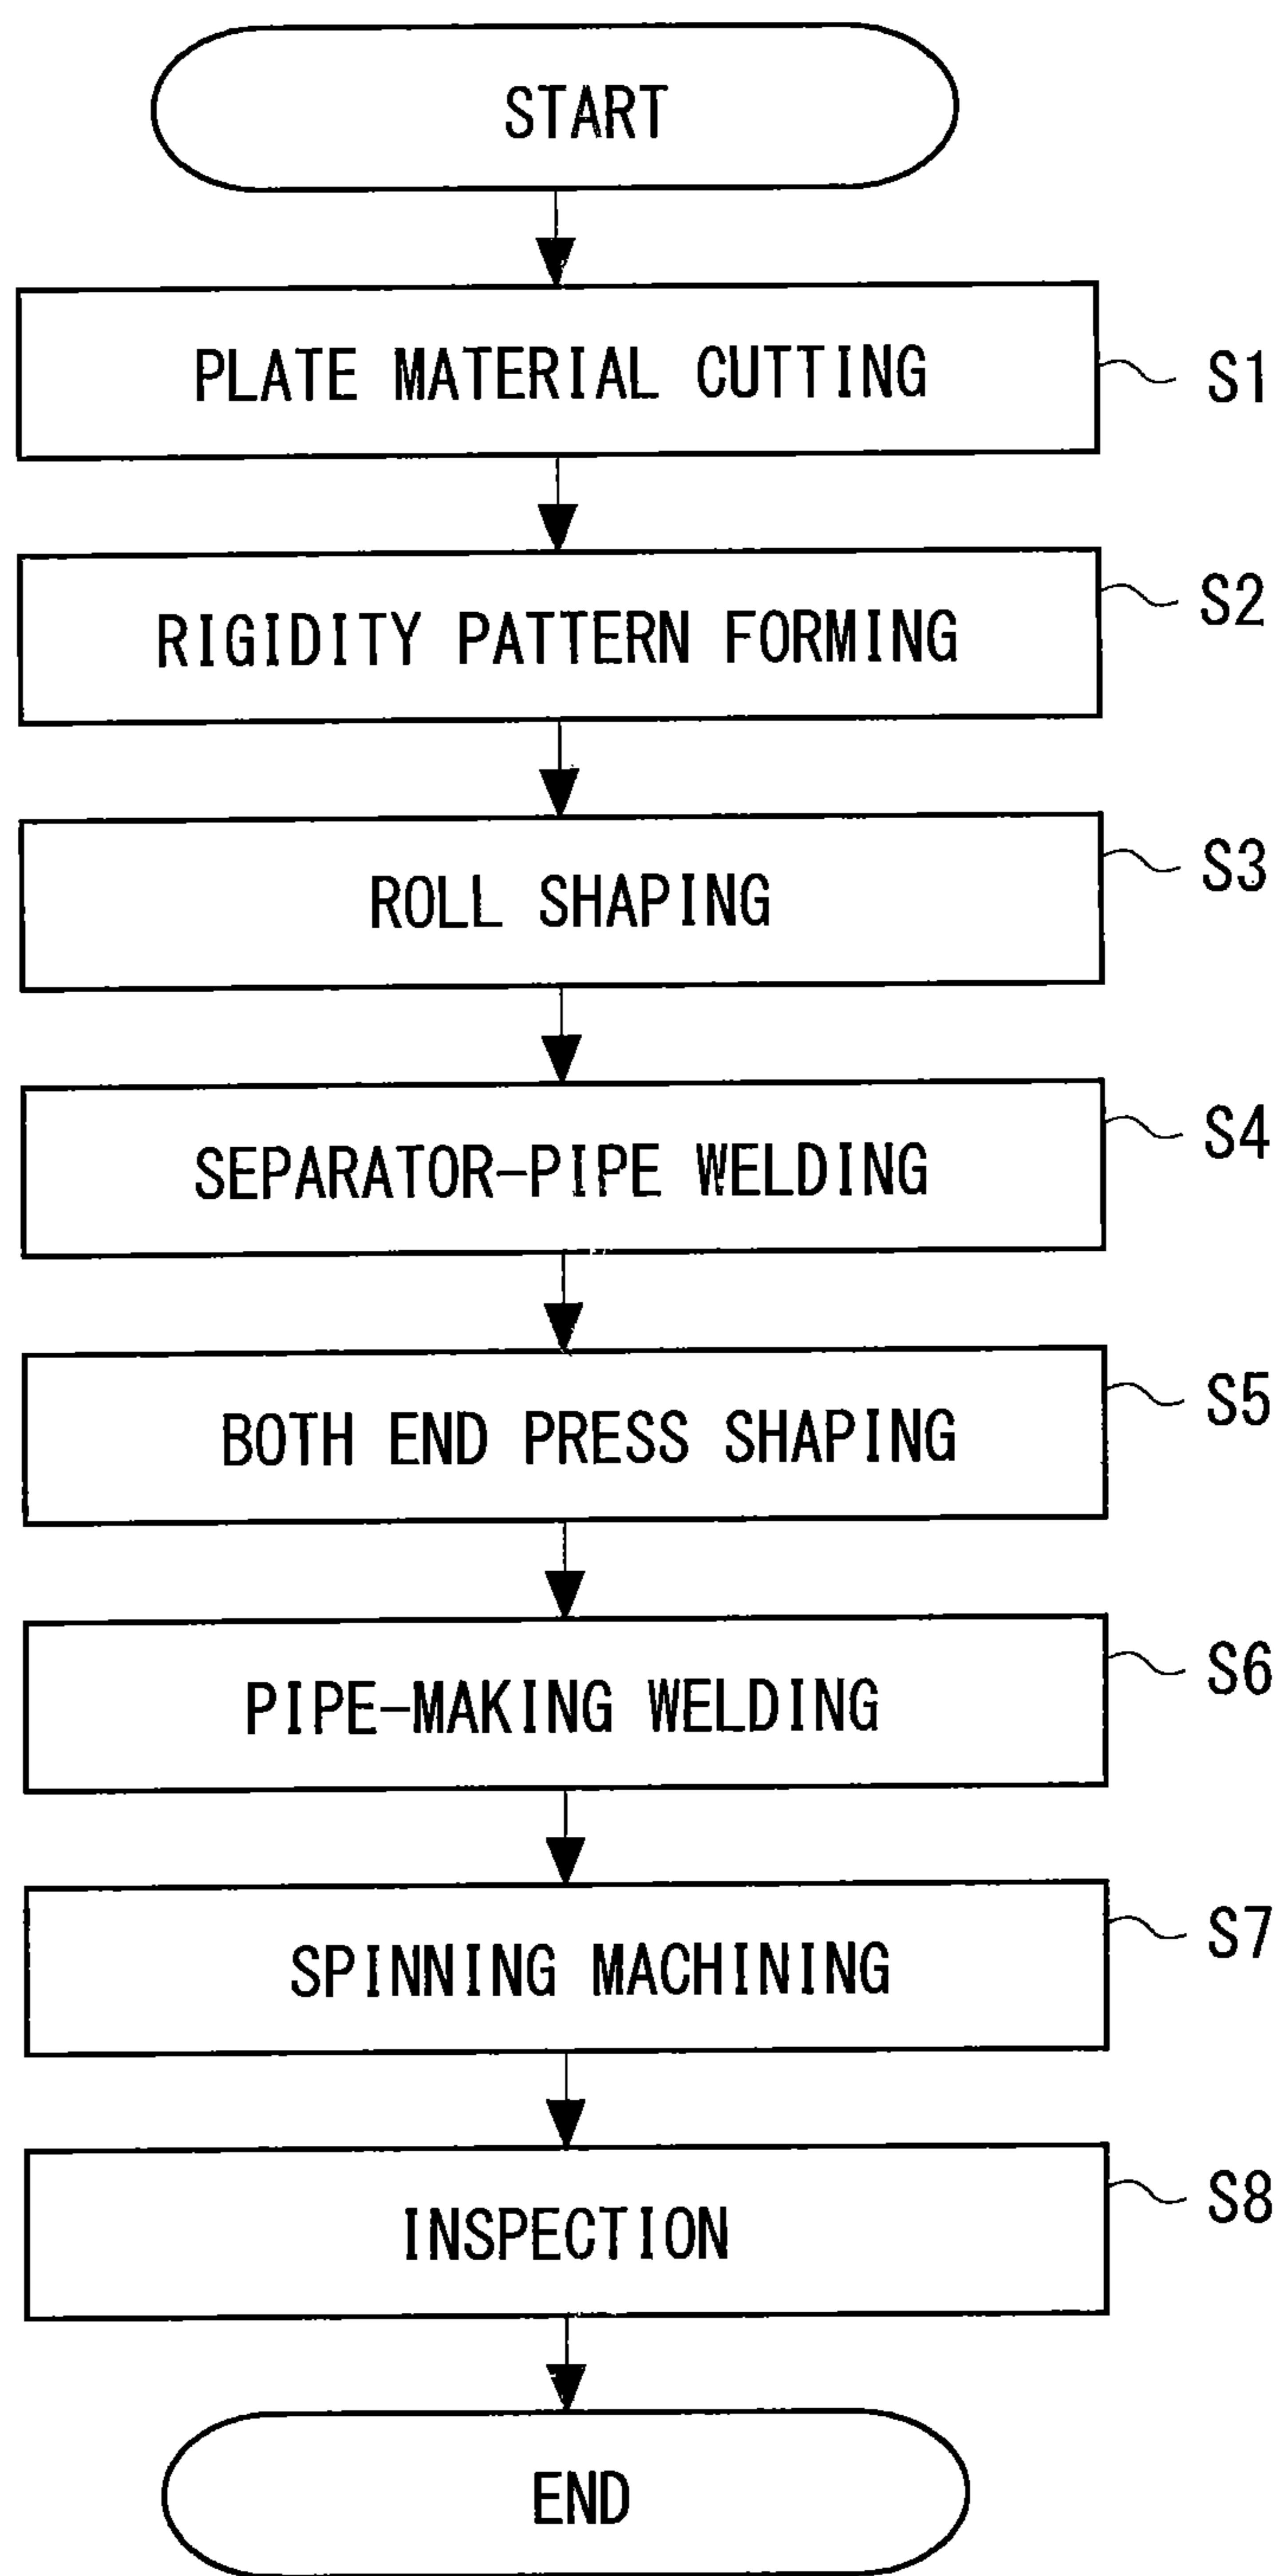 START
PLATE MATERIAL CUTTING
S1
RIGIDITY PATTERN FORMING
S2
ROLL SHAPING
S3
SEPARATOR-PIPE WELDING
S4
BOTH END PRESS SHAPING
S5
PIPE-MAKING WELDING
S6
SPINNING MACHINING
S7
INSPECTION
S8
END